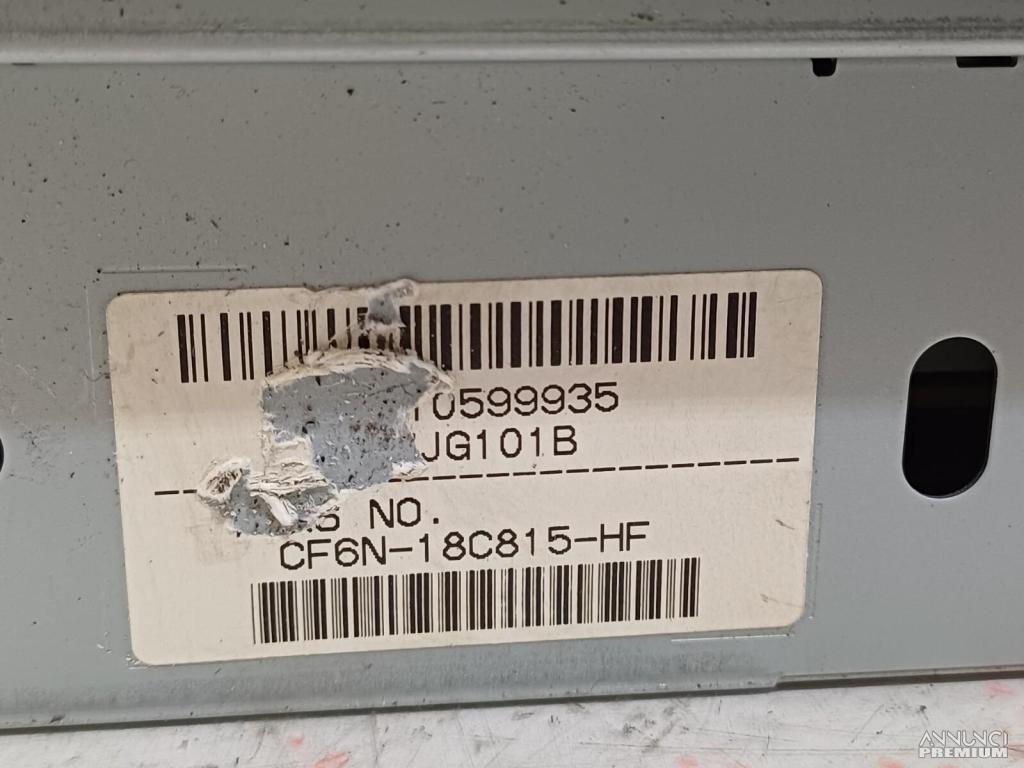 10599935
JG101B
NO.
CF6N-18C815-HF
ANNUNCI
PREMIUM